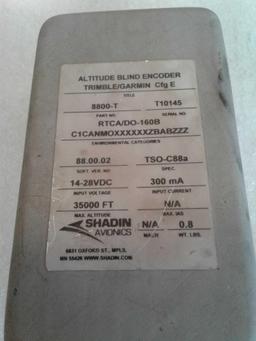 ALTITUDE BLIND ENCODER
TRIMBLE/GARMIN Cfg E
TITLE
8800-T T10145
PART NO. SERIAL NO.
RTCA/DO-160B
C1CANMOXXXXXXZBABZZZ
ENVIRONMENTAL CATEGORIES
88.00.02 TSO-C88a
SOFT. VER. NO. SPEC.
14-28VDC 300 mA
INPUT VOLTAGE INPUT CURRENT
35000 FT N/A
MAX. ALTITUDE MAX. IAS
SHADIN AVIONICS N/A 0.8
MACH WT. LBS.
6831 OXFORD ST., MPLS,
MN 55426 WWW.SHADIN.COM